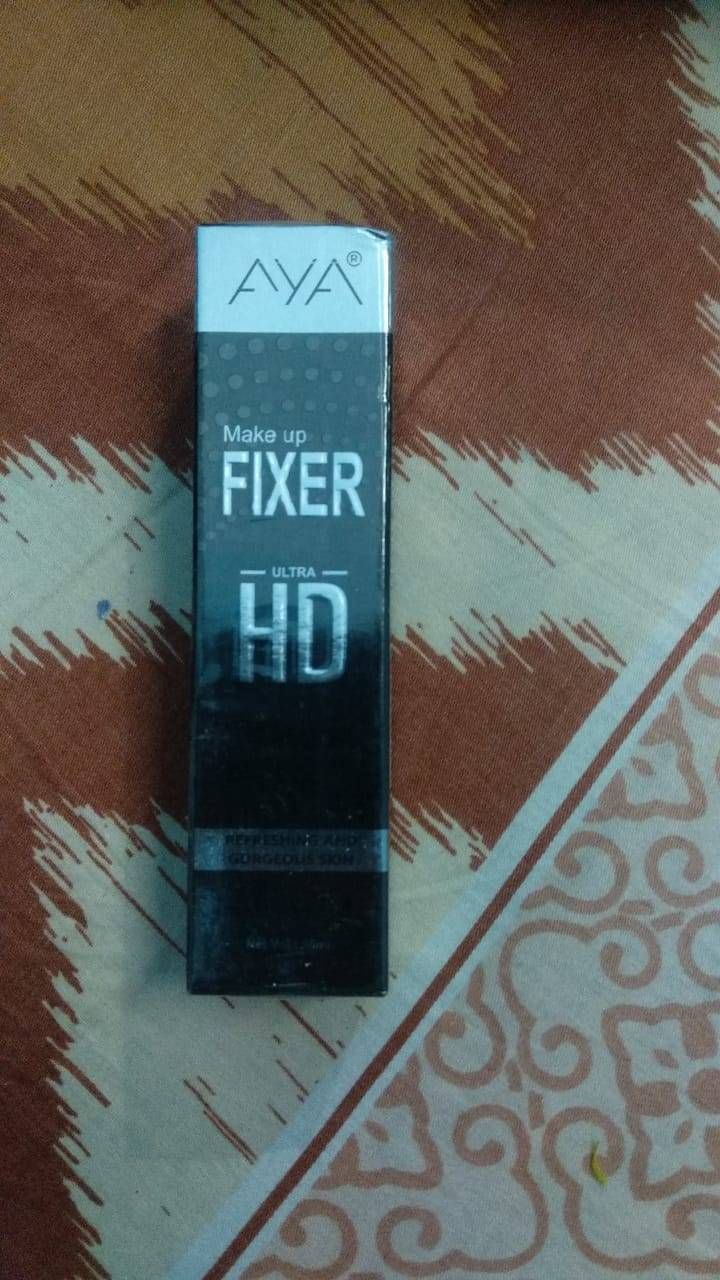 AYA®
Make up
FIXER
ULTRA
HD
REFRESHING AND
GORGEOUS SKIN